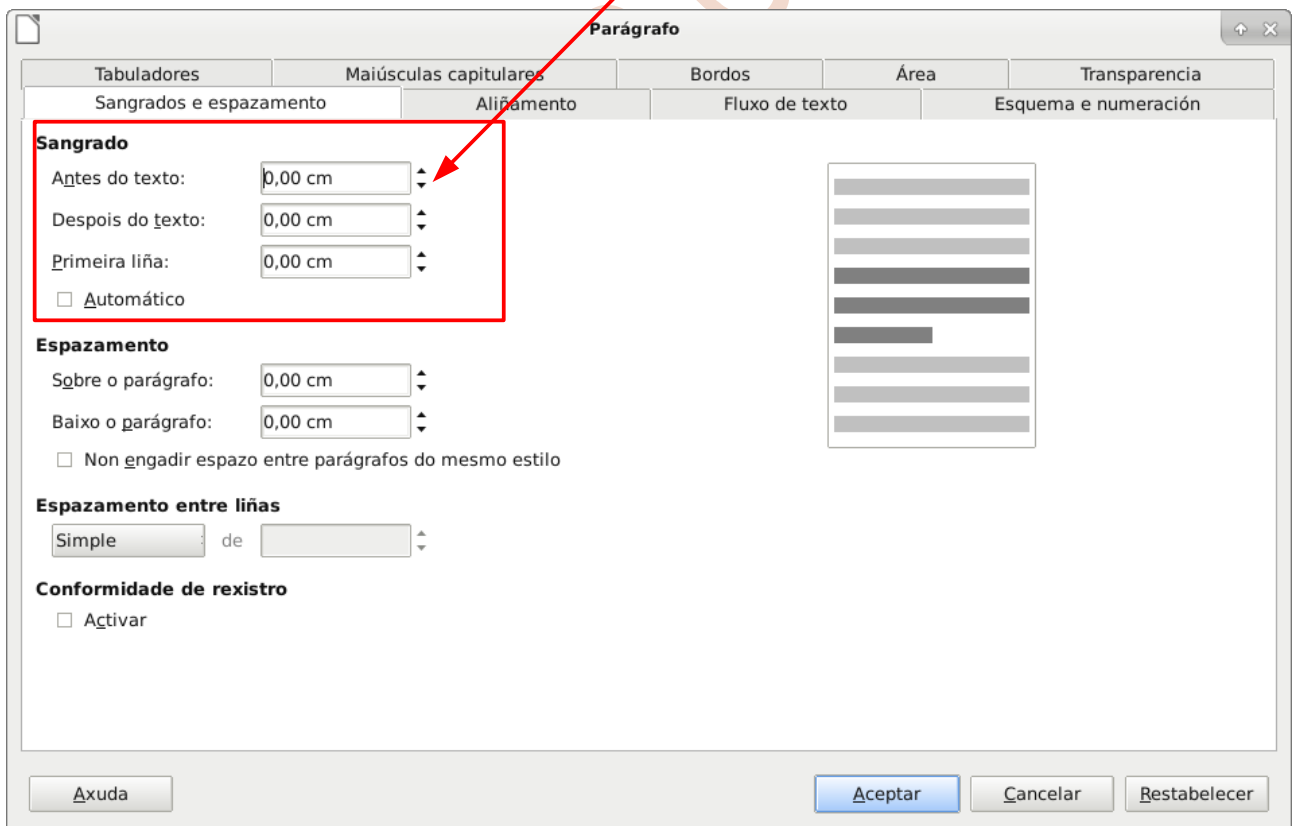 Parágrafo
Tabuladores Maiúsculas capitulares Bordos Área Transparencia
Sangrados e espazamento Aliñamento Fluxo de texto Esquema e numeración
Sangrado
Antes do texto: 0,00 cm
Despois do texto: 0,00 cm
Primeira liña: 0,00 cm
Automático
Espazamento
Sobre o parágrafo: 0,00 cm
Baixo o parágrafo: 0,00 cm
Non engadir espazo entre parágrafos do mesmo estilo
Espazamento entre liñas
Simple de
Conformidade de rexistro
Activar
Axuda Aceptar Cancelar Restabelecer